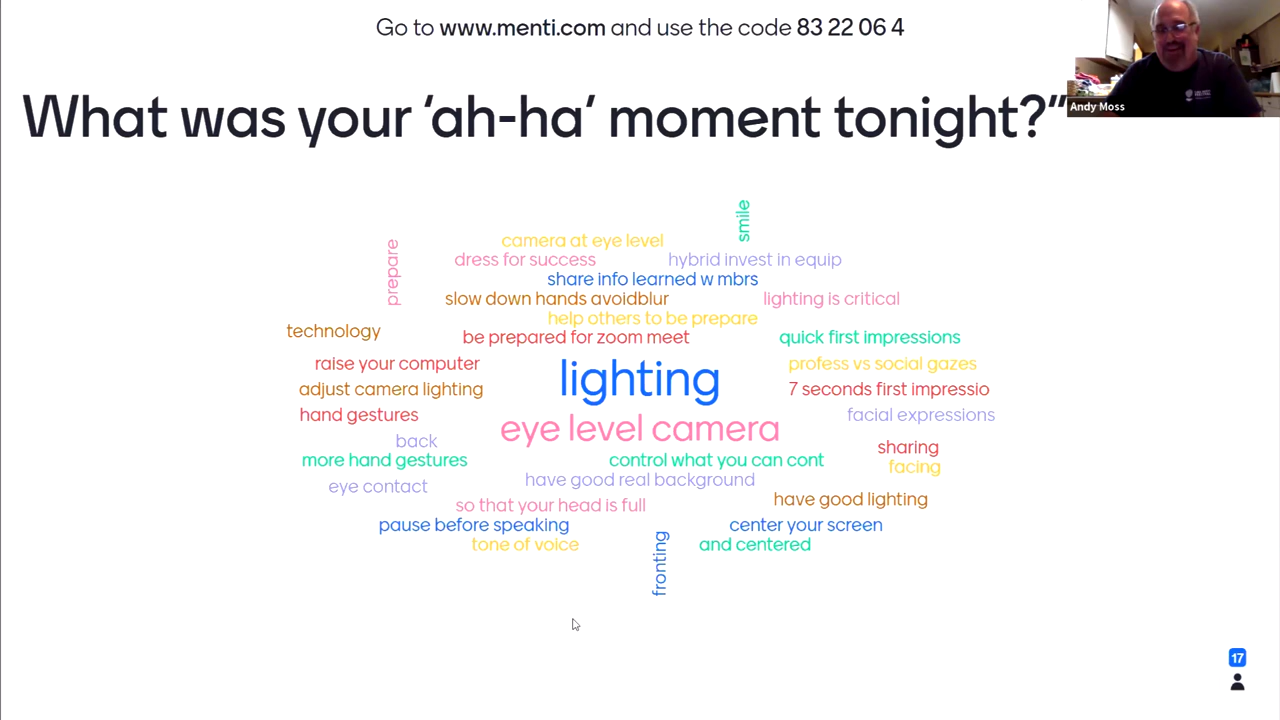 Go to www.menti.com and use the code 83 22 06 4
Andy Moss
What was your ‘ah-ha’ moment tonight?”
smile
prepare
camera at eye level
dress for success
hybrid invest in equip
share info learned w mbrs
slow down hands avoidblur
lighting is critical
help others to be prepare
technology
be prepared for zoom meet
quick first impressions
raise your computer
lighting
profess vs social gazes
adjust camera lighting
7 seconds first impressio
hand gestures
facial expressions
eye level camera
back
sharing
more hand gestures
control what you can cont
facing
have good real background
eye contact
have good lighting
so that your head is full
pause before speaking
center your screen
tone of voice
and centered
fronting
17